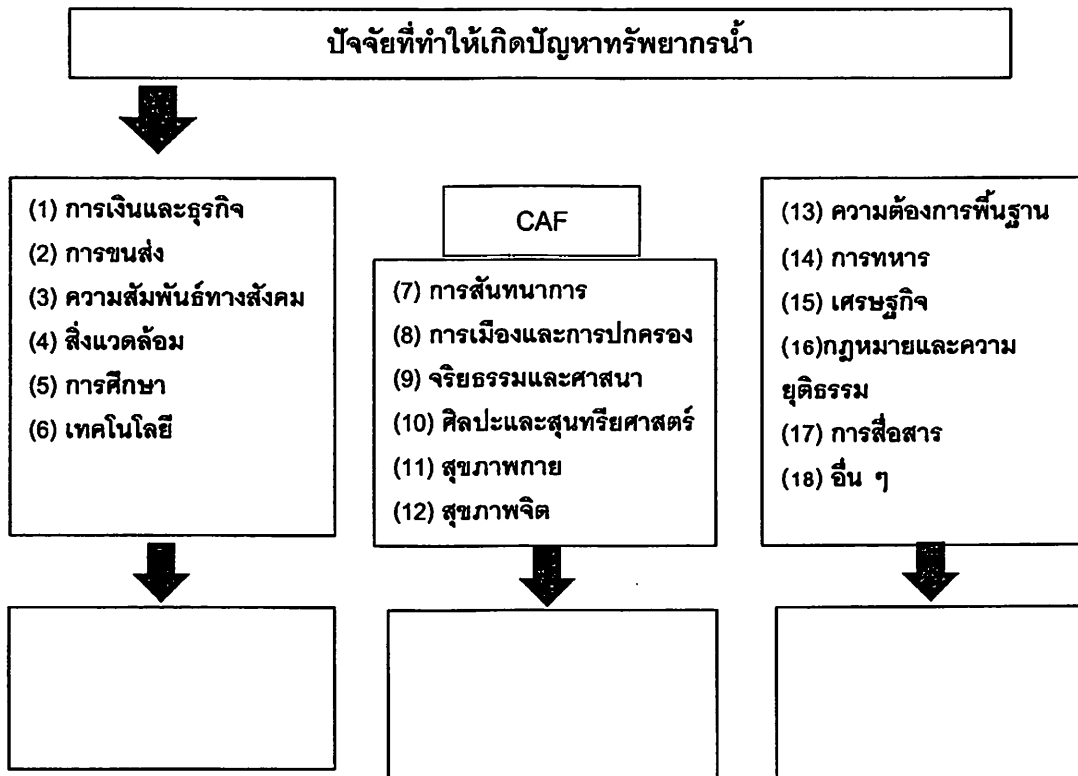 ปัจจัยที่ทำให้เกิดปัญหาทรัพยากรน้ำ
(1) การเงินและธุรกิจ
(2) การขนส่ง
(3) ความสัมพันธ์ทางสังคม
(4) สิ่งแวดล้อม
(5) การศึกษา
(6) เทคโนโลยี
CAF
(7) การสันทนาการ
(8) การเมืองและการปกครอง
(9) จริยธรรมและศาสนา
(10) ศิลปะและสุนทรียศาสตร์
(11) สุขภาพกาย
(12) สุขภาพจิต
(13) ความต้องการพื้นฐาน
(14) การทหาร
(15) เศรษฐกิจ
(16)กฎหมายและความ
ยุติธรรม
(17) การสื่อสาร
(18) อื่น ๆ